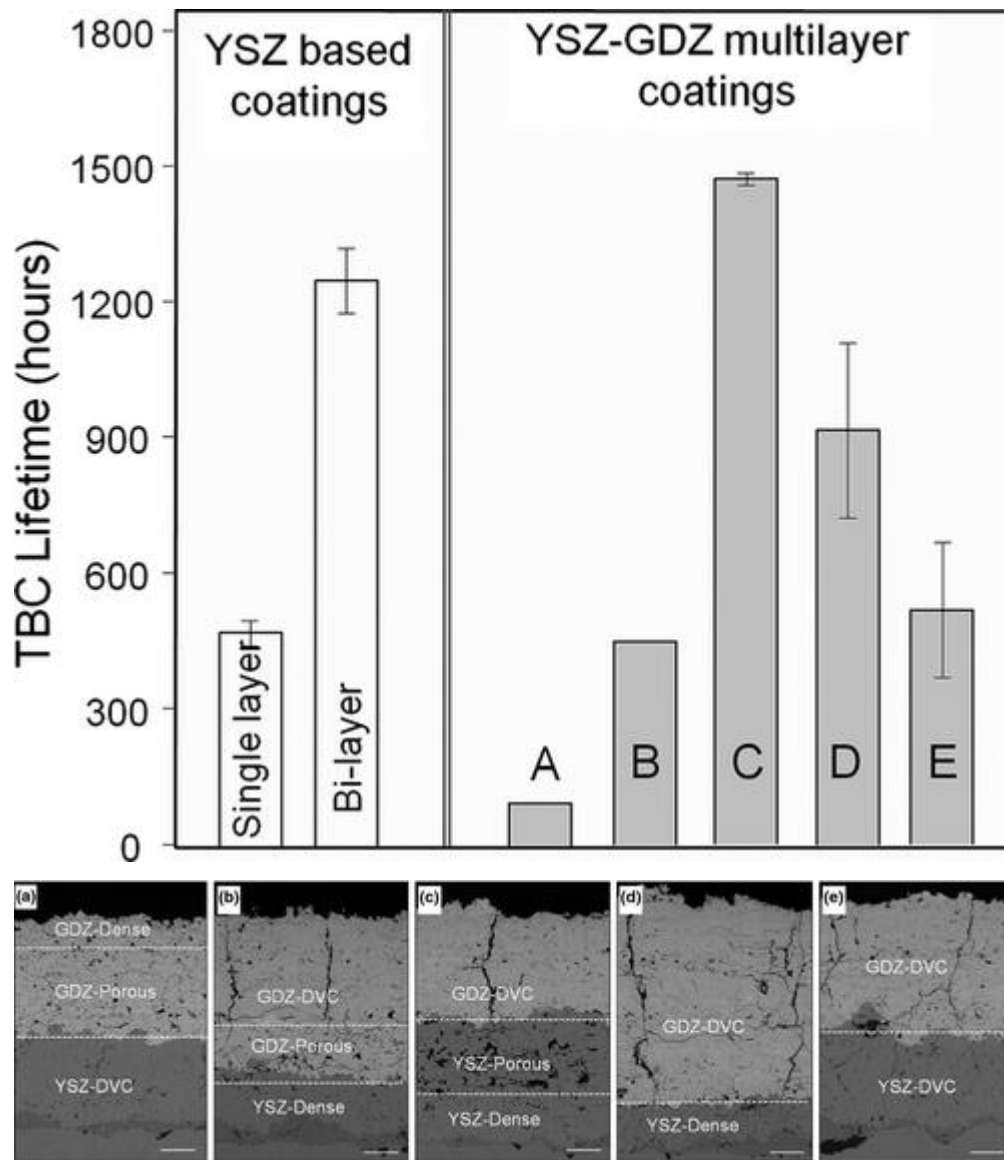 YSZ based
coatings
YSZ-GDZ multilayer
coatings
TBC Lifetime (hours)
1800
1500
1200
900
600
300
0
Single layer
Bi-layer
A
B
C
D
E
(a)
GDZ-Dense
GDZ-Porous
YSZ-DVC
(b)
GDZ-DVC
GDZ-Porous
YSZ-Dense
(c)
GDZ-DVC
YSZ-Porous
YSZ-Dense
(d)
GDZ-DVC
YSZ-Dense
(e)
GDZ-DVC
YSZ-DVC